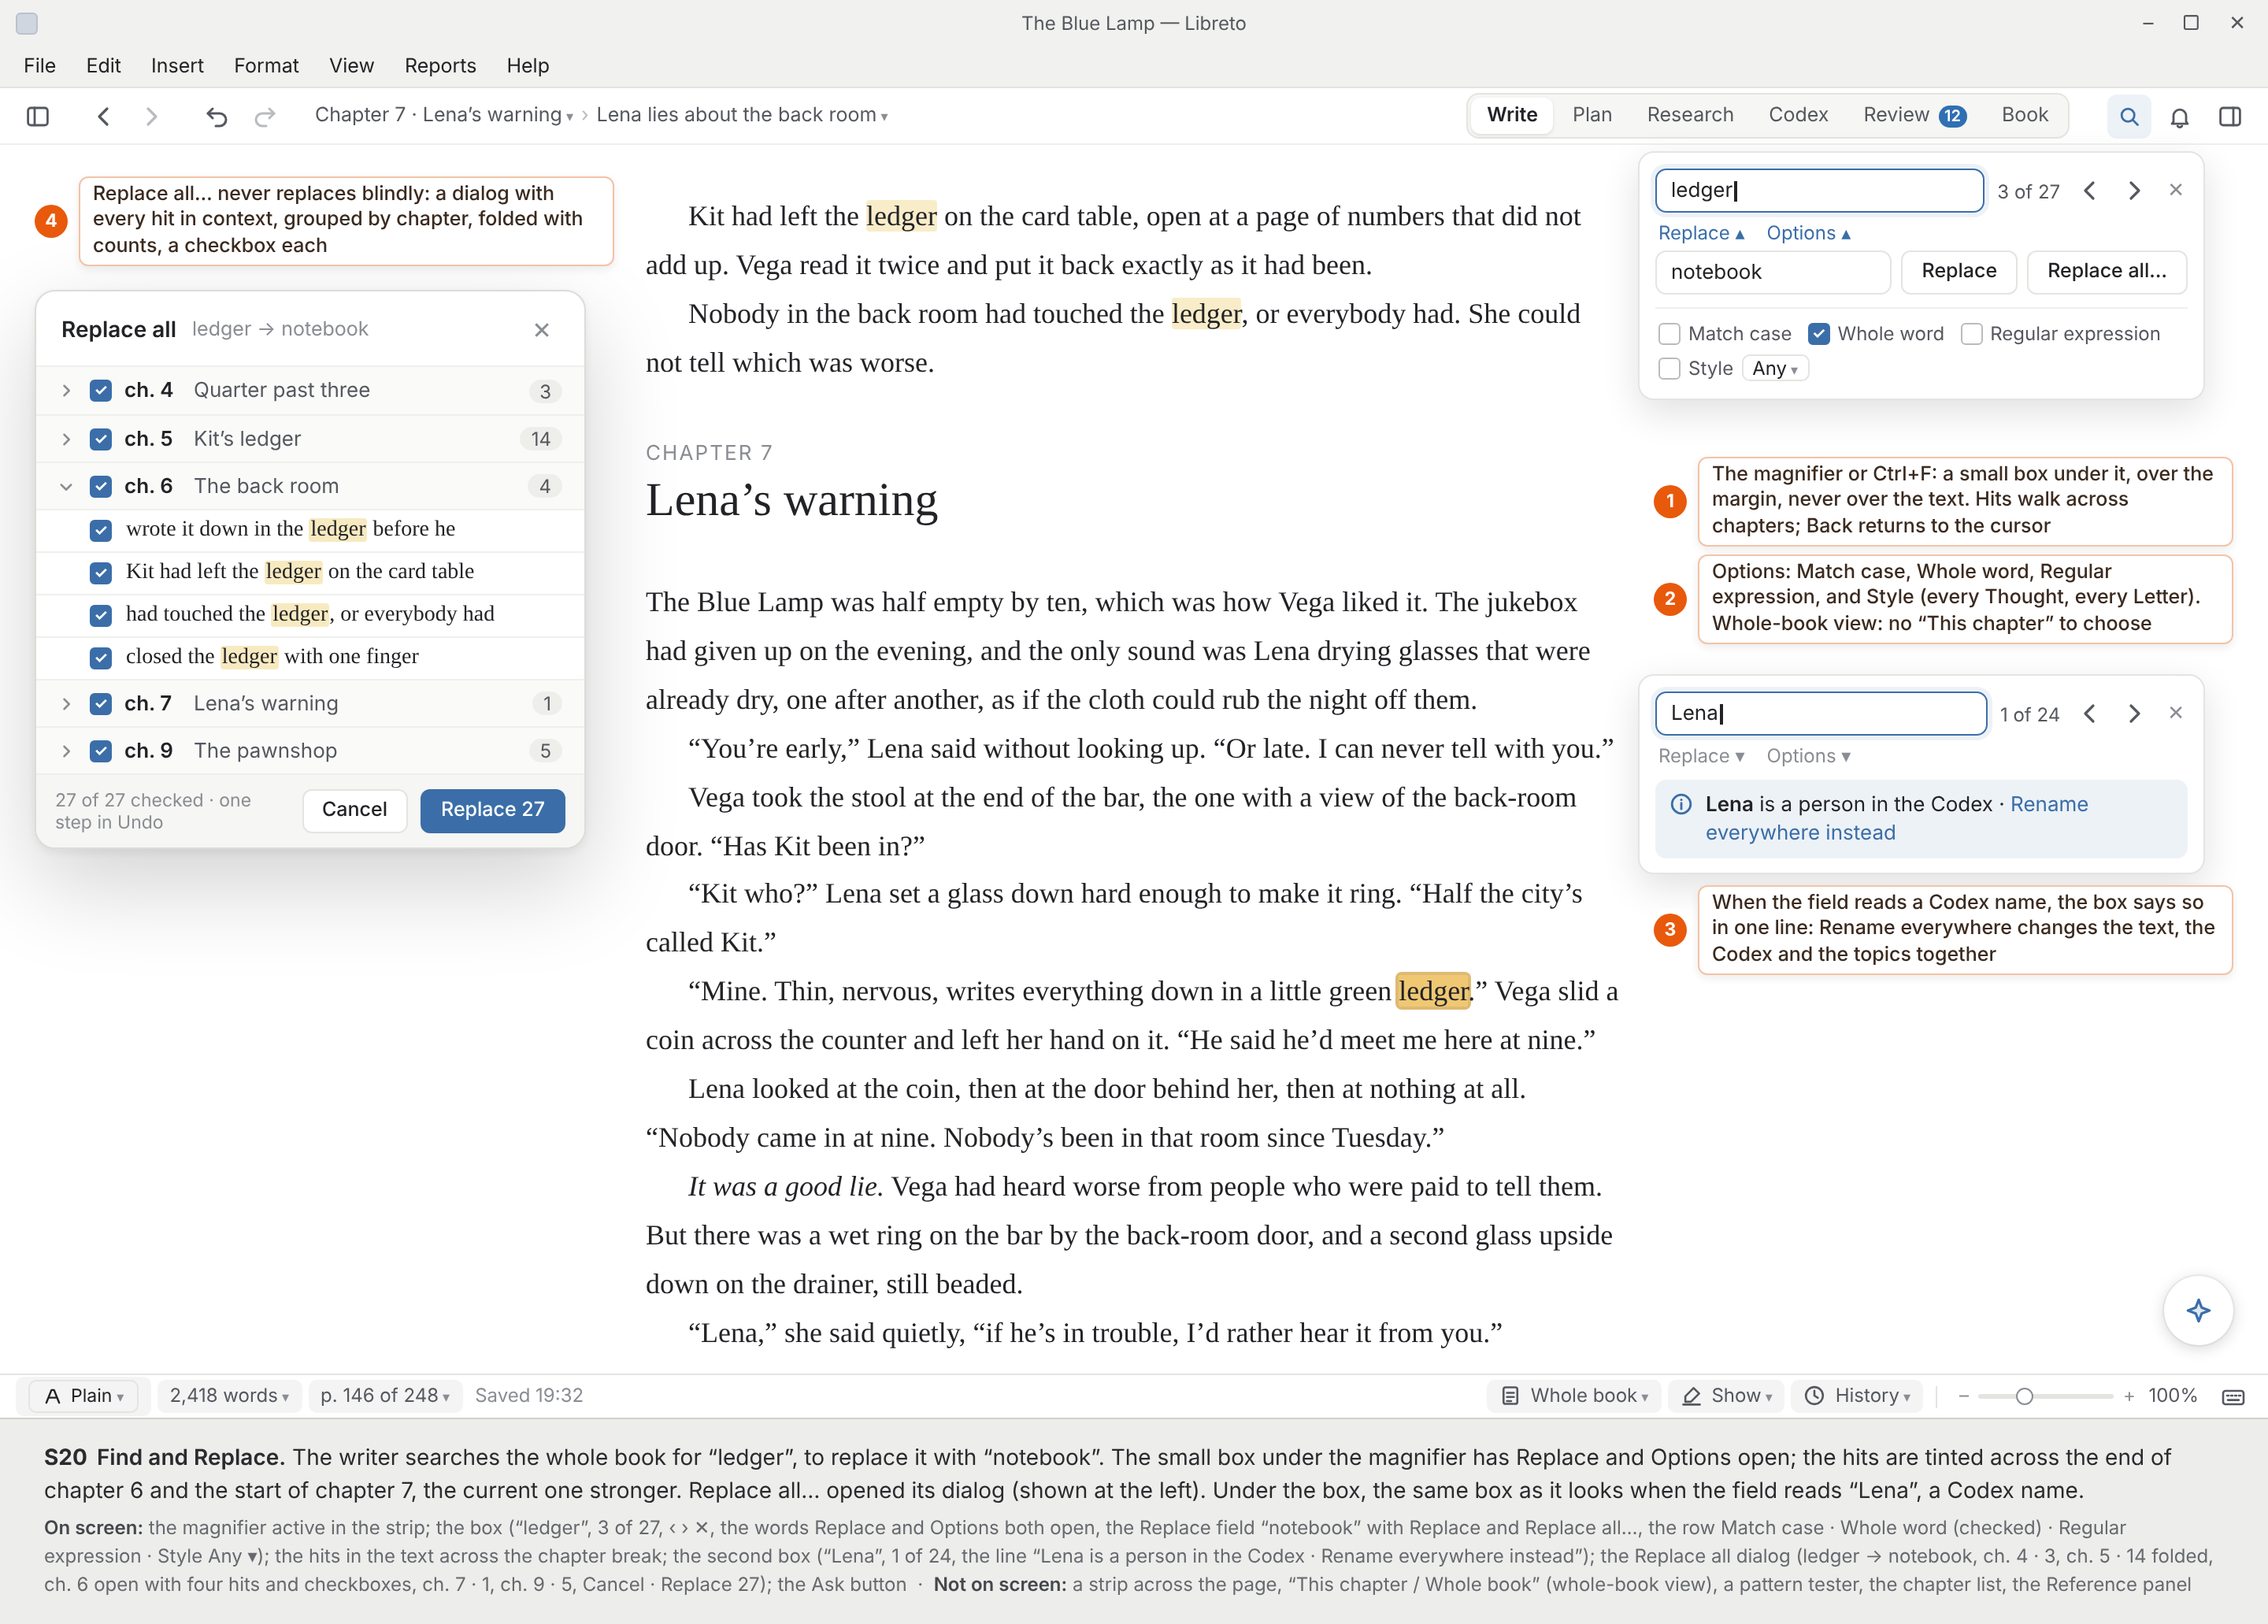 The Blue Lamp — Libreto
File Edit Insert Format View Reports Help
Chapter 7 · Lena’s warning ▾ › Lena lies about the back room ▾
Write Plan Research Codex Review 12 Book
4
Replace all… never replaces blindly: a dialog with
every hit in context, grouped by chapter, folded with
counts, a checkbox each
Replace all ledger → notebook ×
ch. 4 Quarter past three 3
ch. 5 Kit’s ledger 14
ch. 6 The back room 4
wrote it down in the ledger before he
Kit had left the ledger on the card table
had touched the ledger, or everybody had
closed the ledger with one finger
ch. 7 Lena’s warning 1
ch. 9 The pawnshop 5
27 of 27 checked · one
step in Undo
Cancel
Replace 27
Kit had left the ledger on the card table, open at a page of numbers that did not
add up. Vega read it twice and put it back exactly as it had been.
Nobody in the back room had touched the ledger, or everybody had. She could
not tell which was worse.
CHAPTER 7
Lena’s warning
The Blue Lamp was half empty by ten, which was how Vega liked it. The jukebox
had given up on the evening, and the only sound was Lena drying glasses that were
already dry, one after another, as if the cloth could rub the night off them.
“You’re early,” Lena said without looking up. “Or late. I can never tell with you.”
Vega took the stool at the end of the bar, the one with a view of the back-room
door. “Has Kit been in?”
“Kit who?” Lena set a glass down hard enough to make it ring. “Half the city’s
called Kit.”
“Mine. Thin, nervous, writes everything down in a little green ledger.” Vega slid a
coin across the counter and left her hand on it. “He said he’d meet me here at nine.”
Lena looked at the coin, then at the door behind her, then at nothing at all.
“Nobody came in at nine. Nobody’s been in that room since Tuesday.”
It was a good lie. Vega had heard worse from people who were paid to tell them.
But there was a wet ring on the bar by the back-room door, and a second glass upside
down on the drainer, still beaded.
“Lena,” she said quietly, “if he’s in trouble, I’d rather hear it from you.”
ledger 3 of 27
Replace ▴ Options ▴
notebook Replace Replace all…
Match case Whole word Regular expression
Style Any ▾
1
The magnifier or Ctrl+F: a small box under it, over the
margin, never over the text. Hits walk across
chapters; Back returns to the cursor
2
Options: Match case, Whole word, Regular
expression, and Style (every Thought, every Letter).
Whole-book view: no “This chapter” to choose
Lena 1 of 24
Replace ▾ Options ▾
Lena is a person in the Codex · Rename
everywhere instead
3
When the field reads a Codex name, the box says so
in one line: Rename everywhere changes the text, the
Codex and the topics together
A Plain ▾ 2,418 words ▾ p. 146 of 248 ▾ Saved 19:32
Whole book ▾ Show ▾ History ▾ − + 100%
S20 Find and Replace. The writer searches the whole book for “ledger”, to replace it with “notebook”. The small box under the magnifier has Replace and Options open; the hits are tinted across the end of
chapter 6 and the start of chapter 7, the current one stronger. Replace all… opened its dialog (shown at the left). Under the box, the same box as it looks when the field reads “Lena”, a Codex name.
On screen: the magnifier active in the strip; the box (“ledger”, 3 of 27, ‹ › ✕, the words Replace and Options both open, the Replace field “notebook” with Replace and Replace all…, the row Match case · Whole word (checked) · Regular
expression · Style Any ▾); the hits in the text across the chapter break; the second box (“Lena”, 1 of 24, the line “Lena is a person in the Codex · Rename everywhere instead”); the Replace all dialog (ledger → notebook, ch. 4 · 3, ch. 5 · 14 folded,
ch. 6 open with four hits and checkboxes, ch. 7 · 1, ch. 9 · 5, Cancel · Replace 27); the Ask button · Not on screen: a strip across the page, “This chapter / Whole book” (whole-book view), a pattern tester, the chapter list, the Reference panel